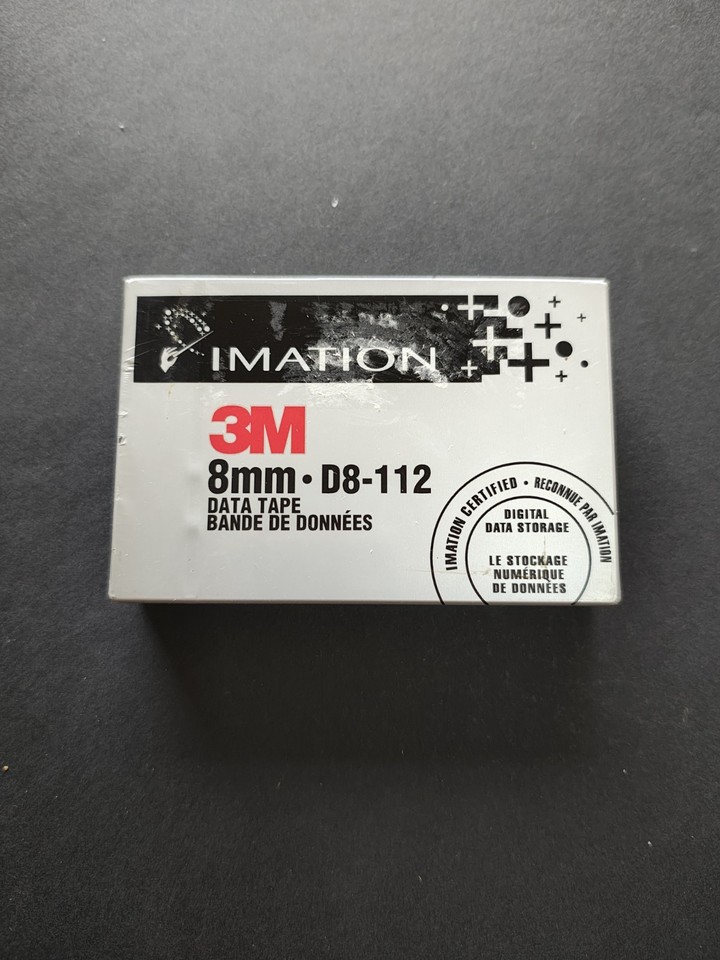 IMATION
3M
8mm • D8-112
DATA TAPE
BANDE DE DONNÉES
IMATION CERTIFIED • RECONNUE PAR IMATION
DIGITAL
DATA STORAGE
LE STOCKAGE
NUMÉRIQUE
DE DONNÉES